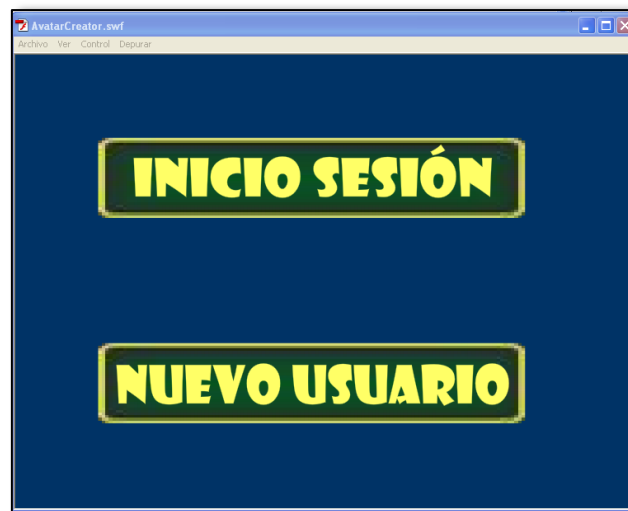 AvatarCreator.swf
Archivo Ver Control Depurar
INICIO SESIÓN
NUEVO USUARIO